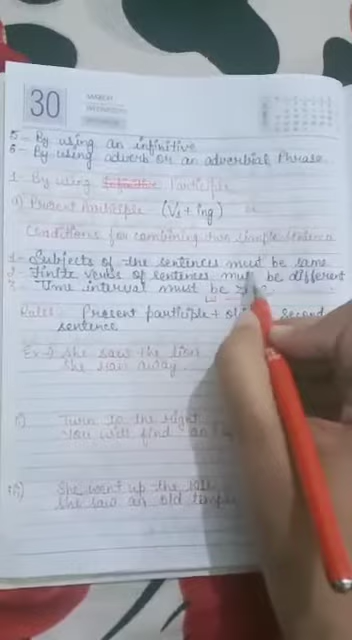 30
MARCH
5- By using an infinitive
6- By using adverb or an adverbial Phrase
1- By using Participle
a) Present Participle (V₁ + ing)
Conditions for combining two simple sentence
1- Subjects of the sentences must be same
2- Finite verbs of sentences must be different
3- Time interval must be
Rule: Present participle + second
sentence
Ex-i) She saw the lion
She ran away.
ii) Turn to the right
You will find an
iii) She went up the hill
She saw an old temple